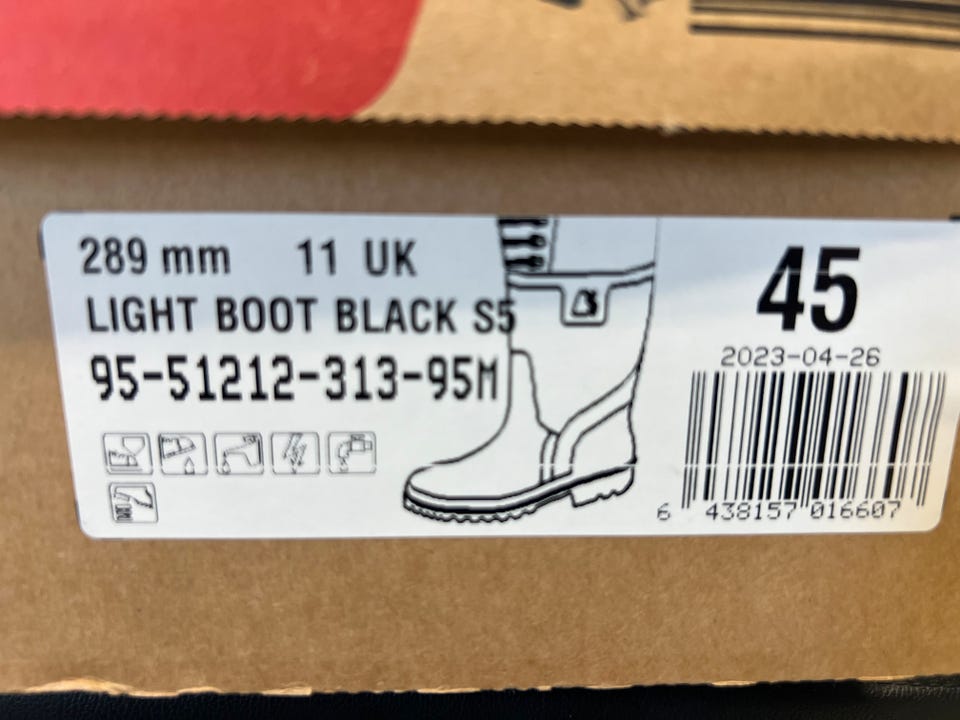 289 mm 11 UK
LIGHT BOOT BLACK S5
95-51212-313-95M
45
2023-04-26
6 438157 016607